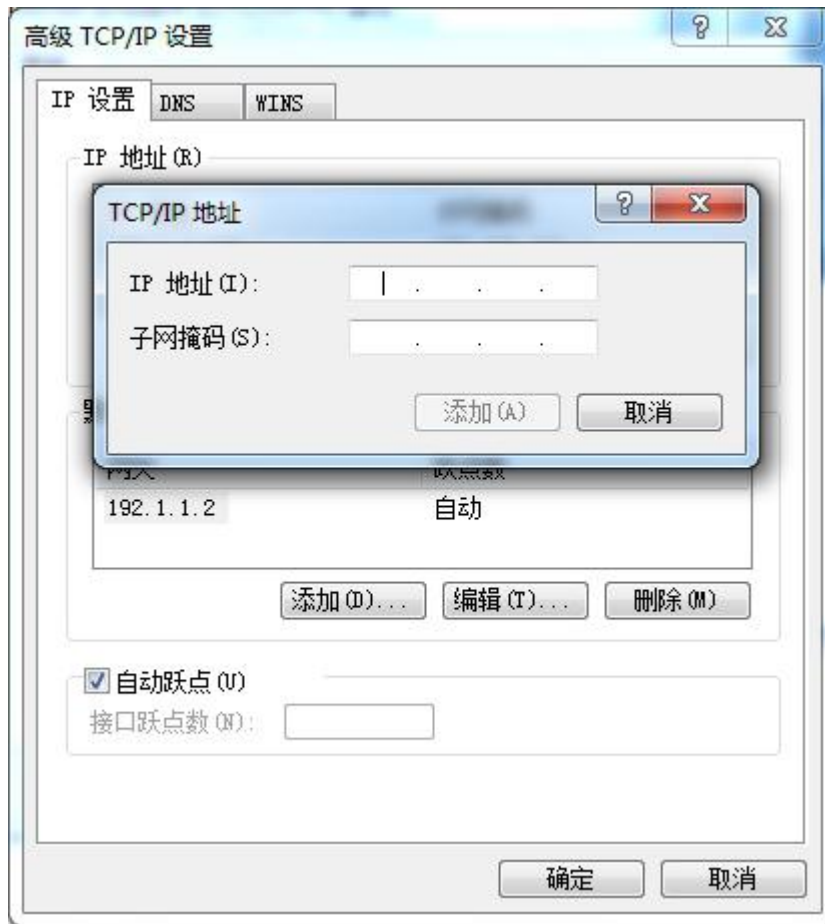 高级 TCP/IP 设置
IP 设置 DNS WINS
IP 地址(R)
TCP/IP 地址
IP 地址(I):
子网掩码(S):
添加(A) 取消
192.1.1.2 自动
添加(D)... 编辑(T)... 删除(M)
自动跃点(U)
接口跃点数(N):
确定 取消